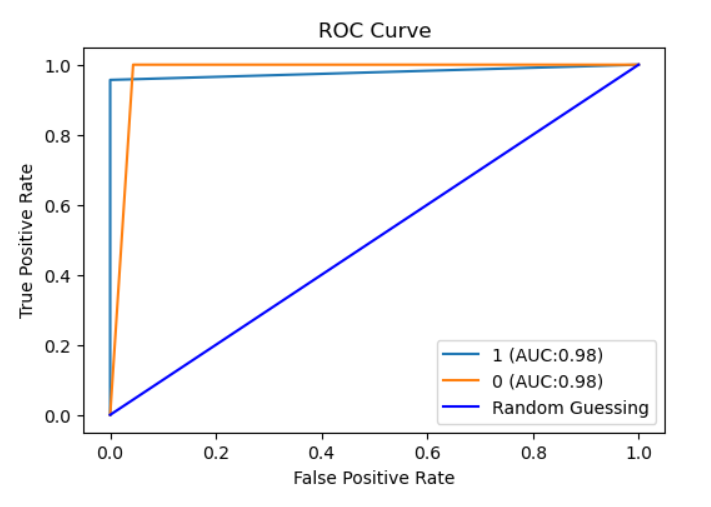 ROC Curve
True Positive Rate
1.0
0.8
0.6
0.4
0.2
0.0
1 (AUC:0.98)
0 (AUC:0.98)
Random Guessing
0.0 0.2 0.4 0.6 0.8 1.0
False Positive Rate